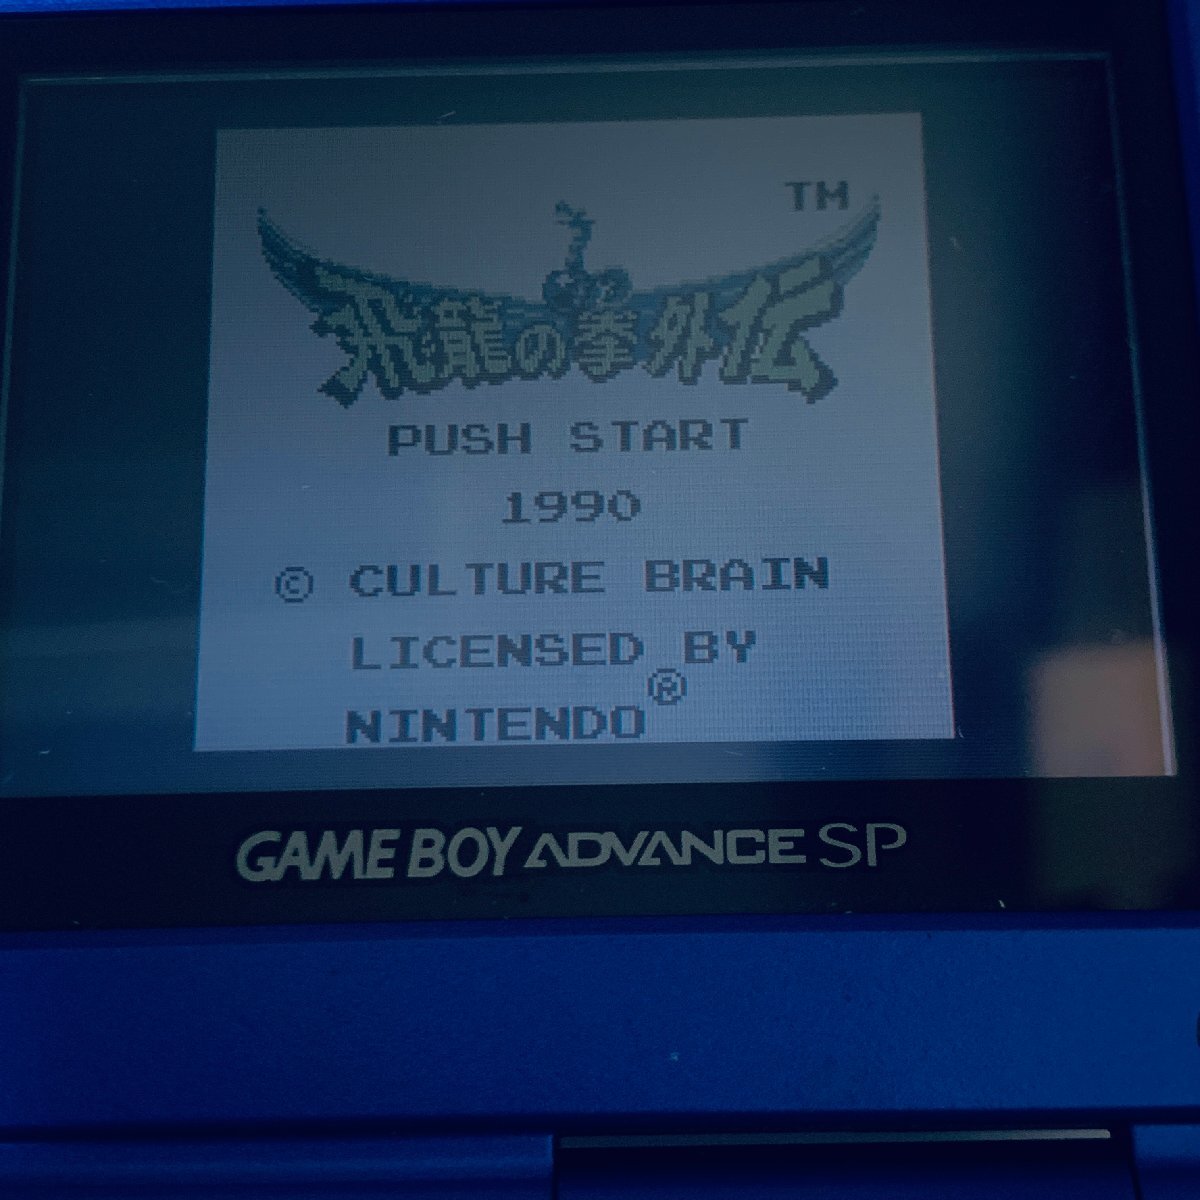 TM
飛龍の拳外伝
PUSH START
1990
© CULTURE BRAIN
LICENSED BY
NINTENDO®
GAME BOY ADVANCE SP